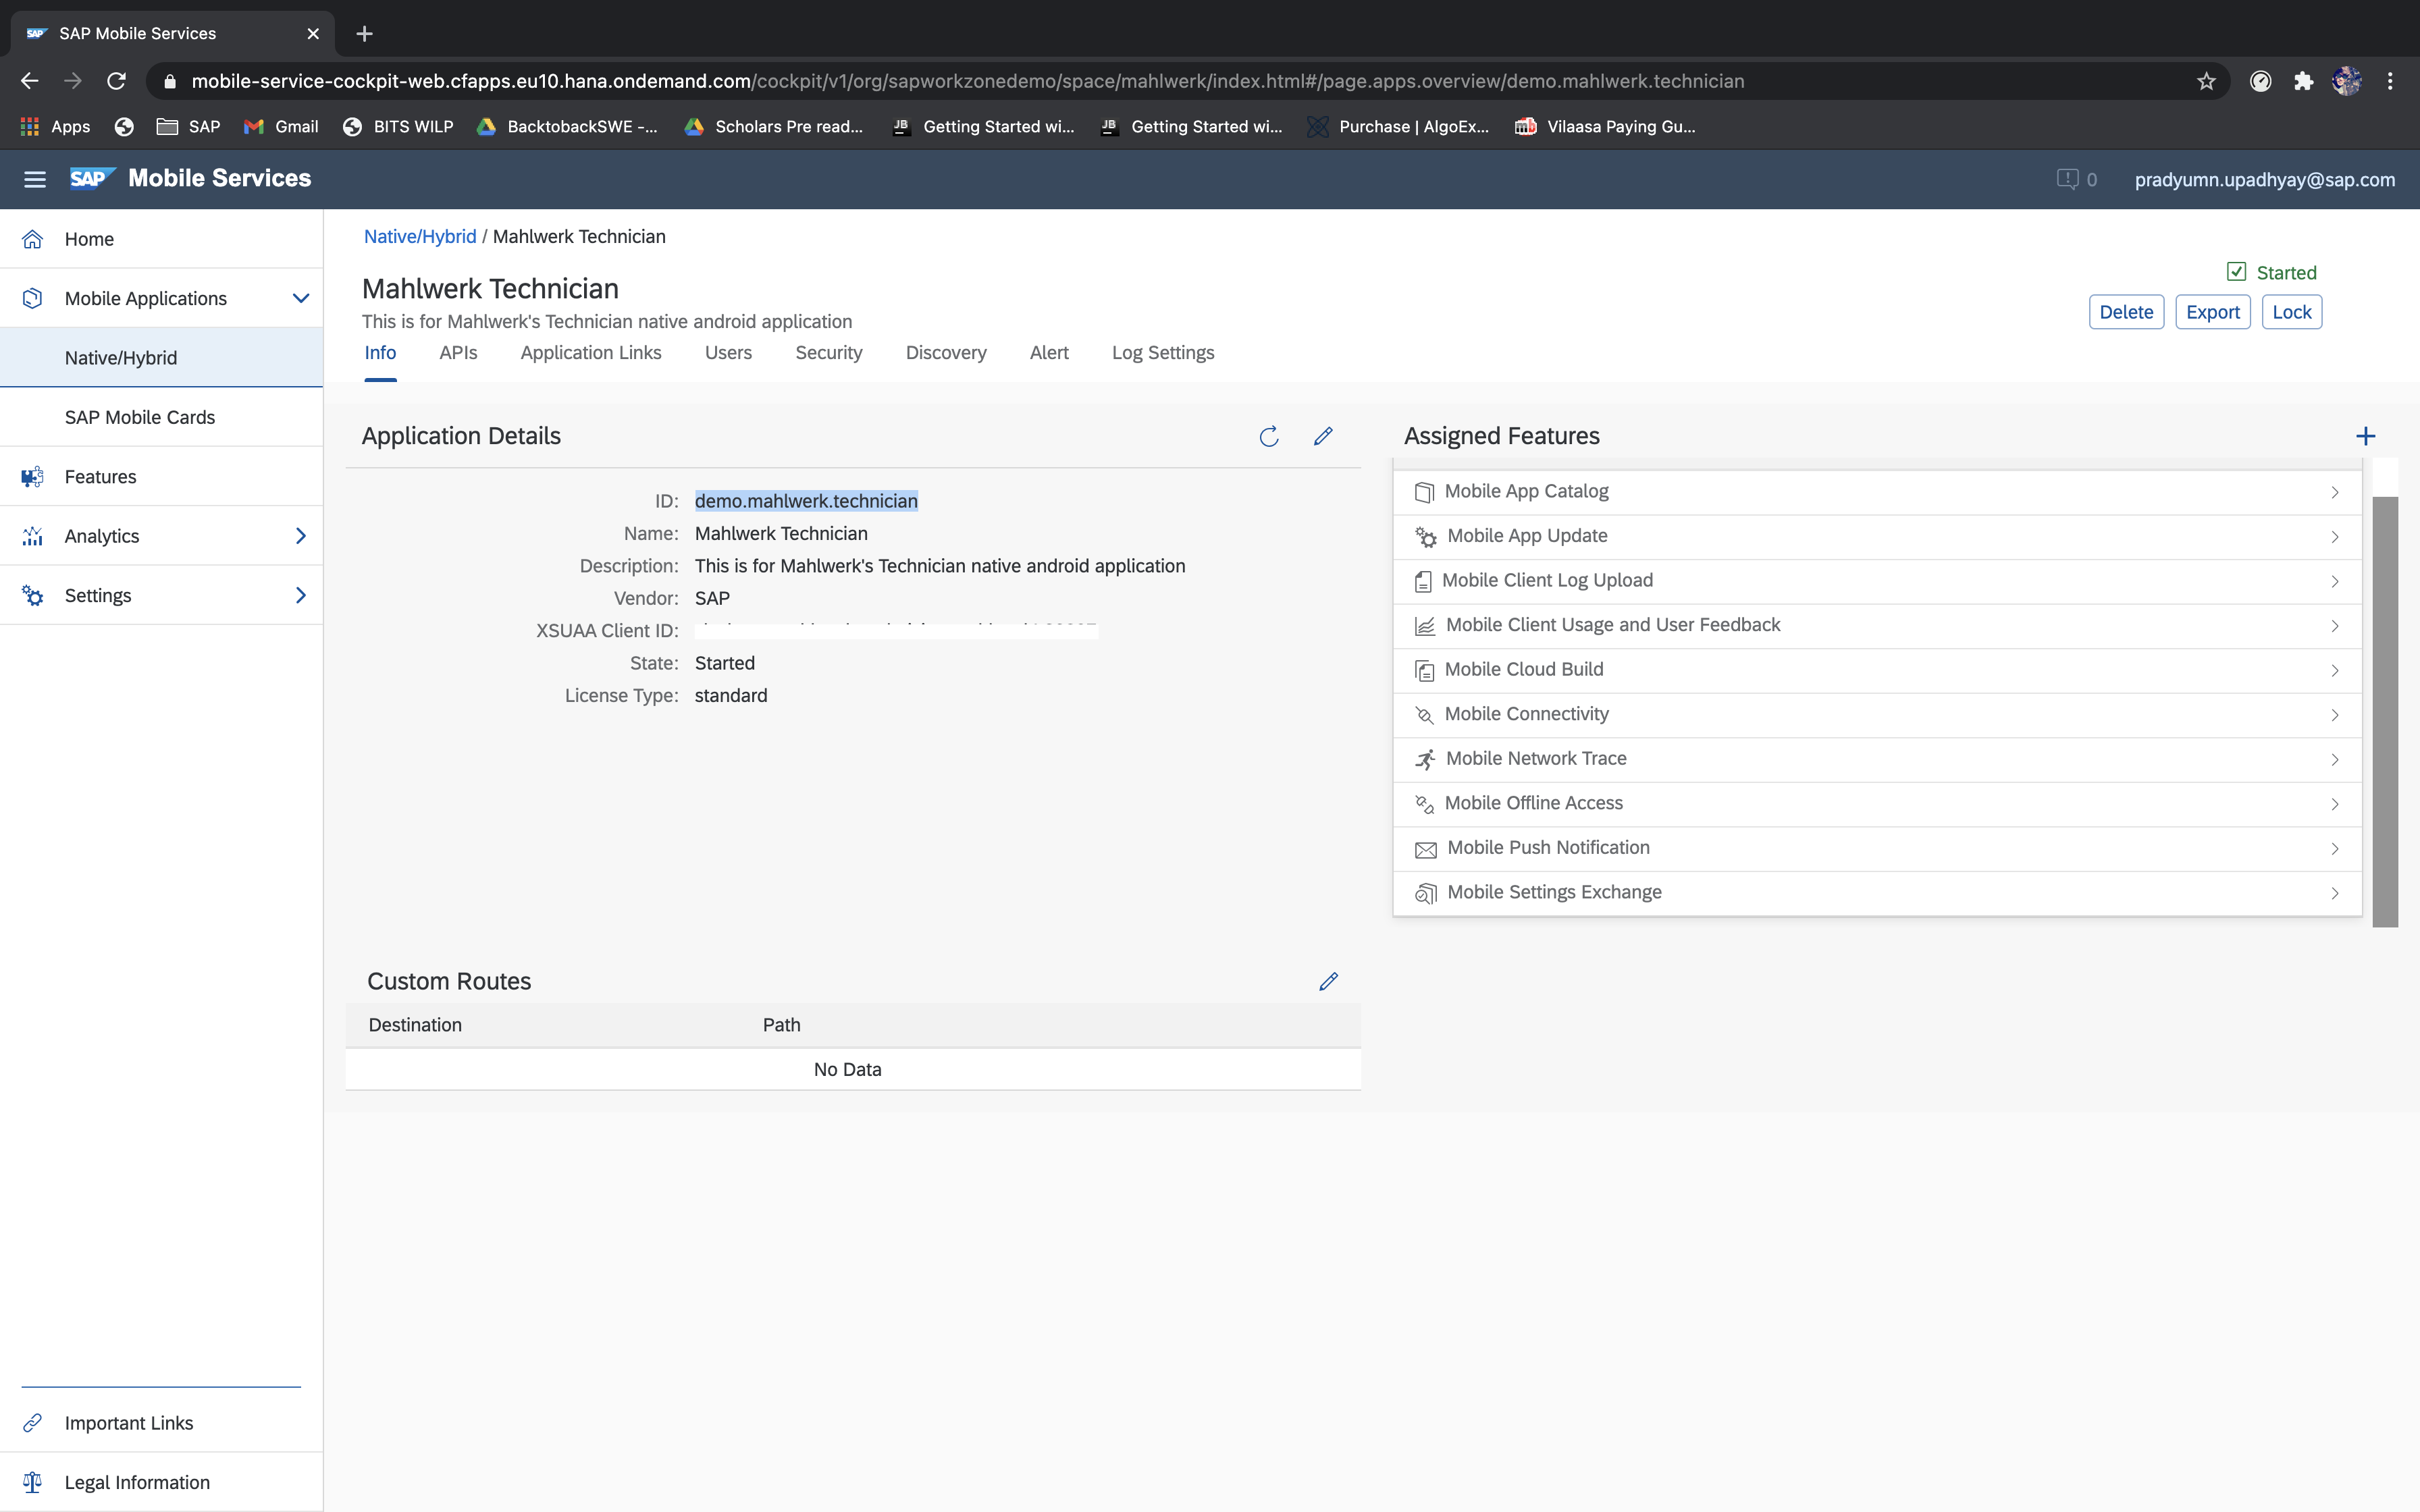 SAP SAP Mobile Services
mobile-service-cockpit-web.cfapps.eu10.hana.ondemand.com/cockpit/v1/org/sapworkzonedemo/space/mahlwerk/index.html#/page.apps.overview/demo.mahlwerk.technician
Apps SAP Gmail BITS WILP BacktobackSWE -... Scholars Pre read... JB Getting Started wi... JB Getting Started wi... Purchase | AlgoEx... Vilaasa Paying Gu...
SAP Mobile Services 0 pradyumn.upadhyay@sap.com
Home
Mobile Applications
Native/Hybrid
SAP Mobile Cards
Features
Analytics
Settings
Important Links
Legal Information
Native/Hybrid / Mahlwerk Technician
Mahlwerk Technician
This is for Mahlwerk's Technician native android application
Started
Delete Export Lock
Info APIs Application Links Users Security Discovery Alert Log Settings
Application Details
ID: demo.mahlwerk.technician
Name: Mahlwerk Technician
Description: This is for Mahlwerk's Technician native android application
Vendor: SAP
XSUAA Client ID:
State: Started
License Type: standard
Custom Routes
Destination Path
No Data
Assigned Features
Mobile App Catalog
Mobile App Update
Mobile Client Log Upload
Mobile Client Usage and User Feedback
Mobile Cloud Build
Mobile Connectivity
Mobile Network Trace
Mobile Offline Access
Mobile Push Notification
Mobile Settings Exchange